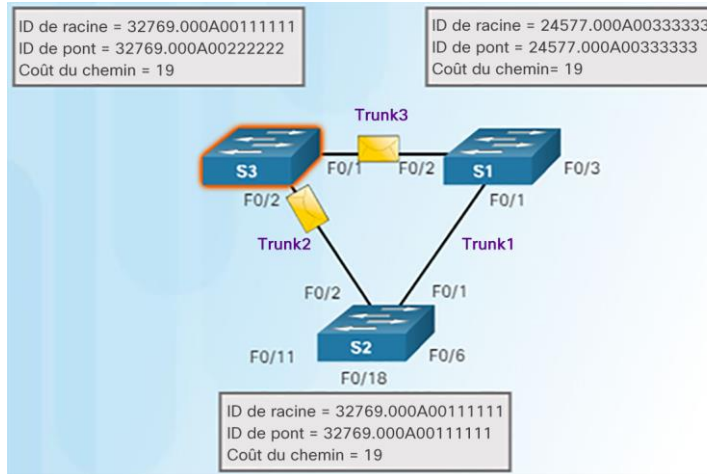 ID de racine = 32769.000A00111111
ID de pont = 32769.000A00222222
Coût du chemin = 19
ID de racine= 24577.000A00333333
ID de pont = 24577.000A00333333
Coût du chemin= 19
Trunk3
S3
F0/1
F0/2
S1
F0/3
F0/2
F0/1
Trunk2
Trunk1
F0/2
F0/1
F0/11
S2
F0/6
F0/18
ID de racine = 32769.000A00111111
ID de pont = 32769.000A00111111
Coût du chemin = 19